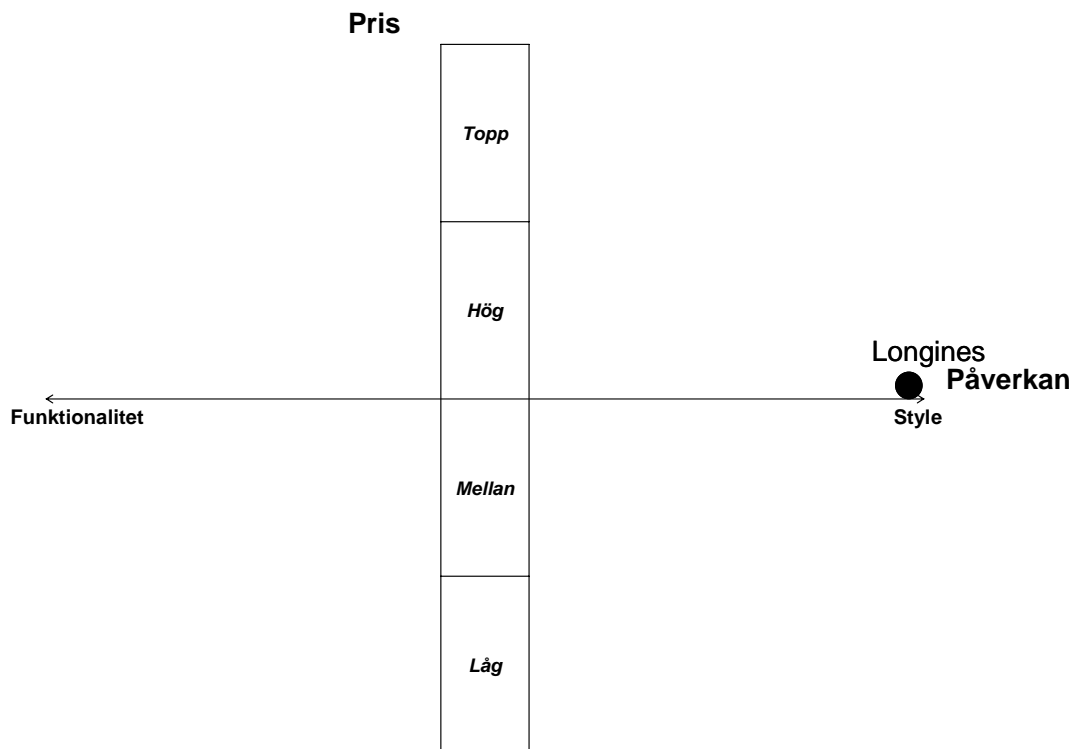 Pris
Topp
Hög
Longines
Påverkan
Funktionalitet
Style
Mellan
Låg